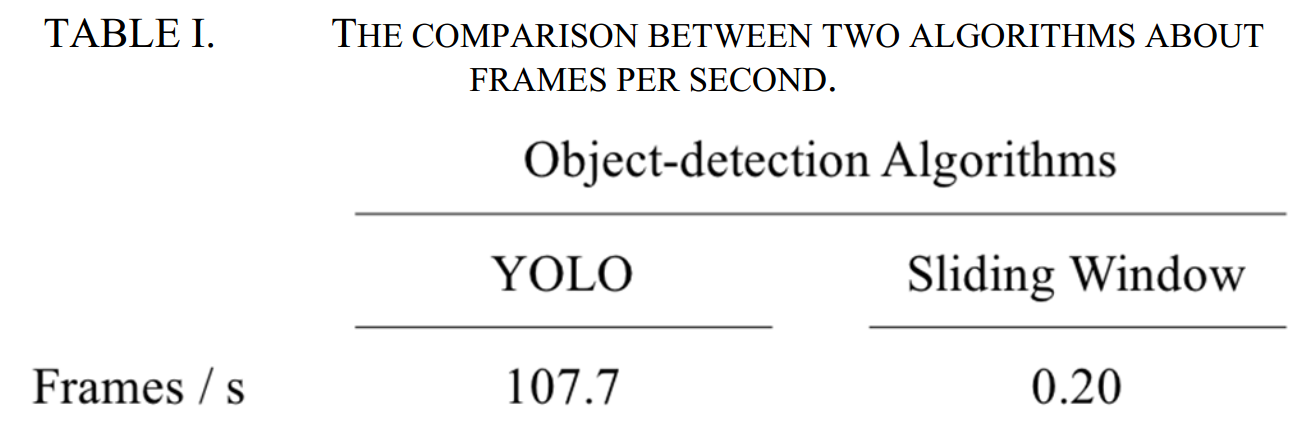 TABLE I. THE COMPARISON BETWEEN TWO ALGORITHMS ABOUT
FRAMES PER SECOND.
Object-detection Algorithms
YOLO Sliding Window
Frames / s 107.7 0.20